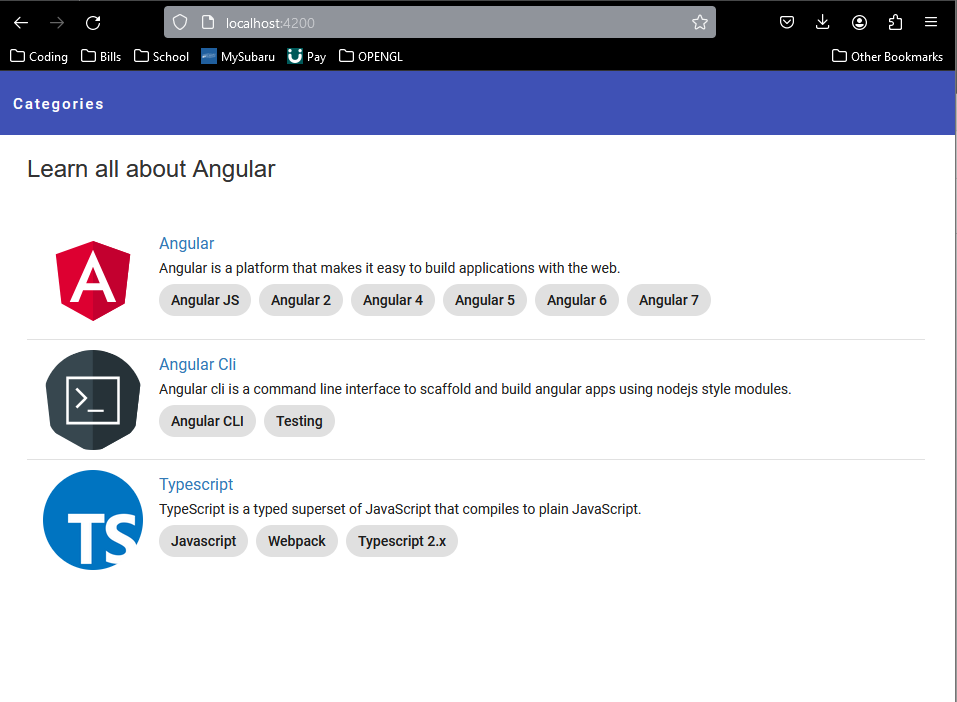 localhost:4200
Coding Bills School MySubaru Pay OPENGL Other Bookmarks
Categories
Learn all about Angular
A
Angular
Angular is a platform that makes it easy to build applications with the web.
Angular JS Angular 2 Angular 4 Angular 5 Angular 6 Angular 7
Angular Cli
Angular cli is a command line interface to scaffold and build angular apps using nodejs style modules.
Angular CLI Testing
TS
Typescript
TypeScript is a typed superset of JavaScript that compiles to plain JavaScript.
Javascript Webpack Typescript 2.x